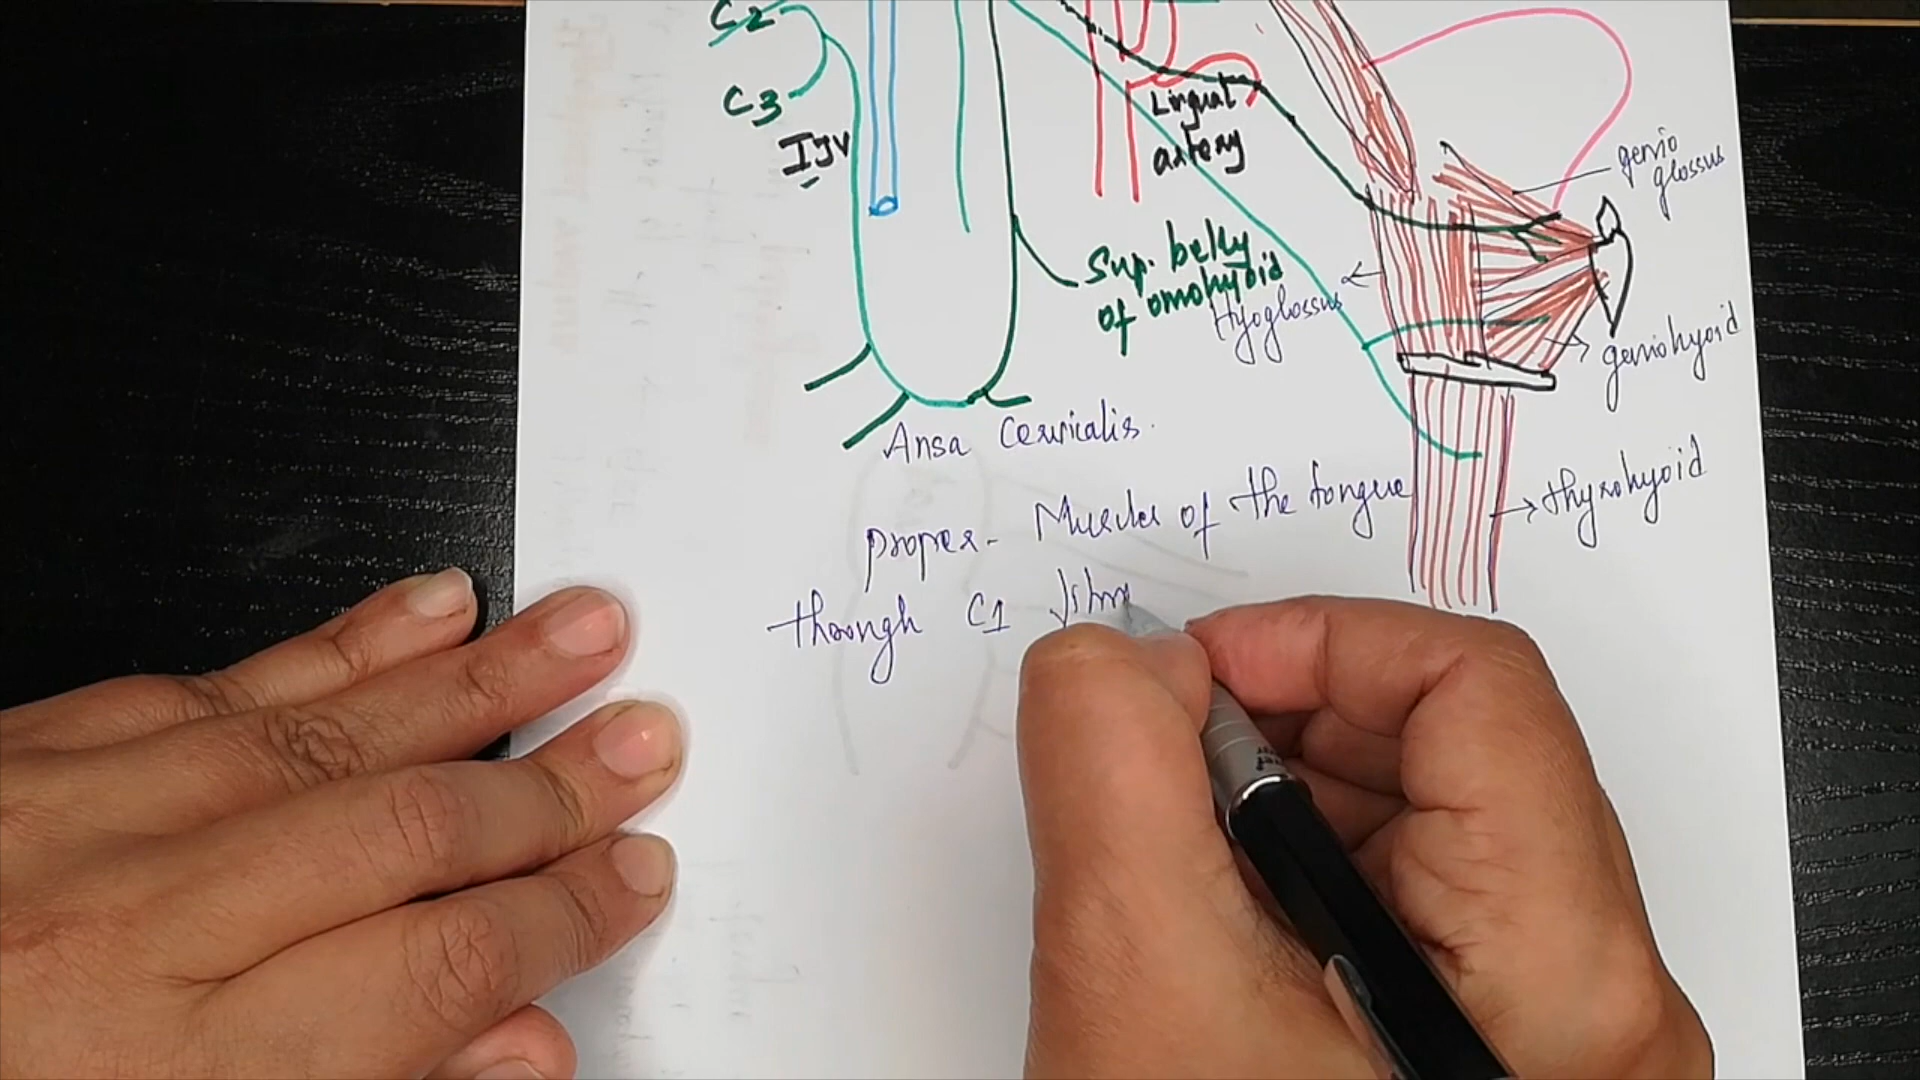 C2
C3
IJV
Lingual
artery
genio
glossus
Sup. belly
of omohyoid
Hyoglossus
geniohyoid
Ansa Cervicalis.
thyrohyoid
proper - Muscles of the tongue
through C1